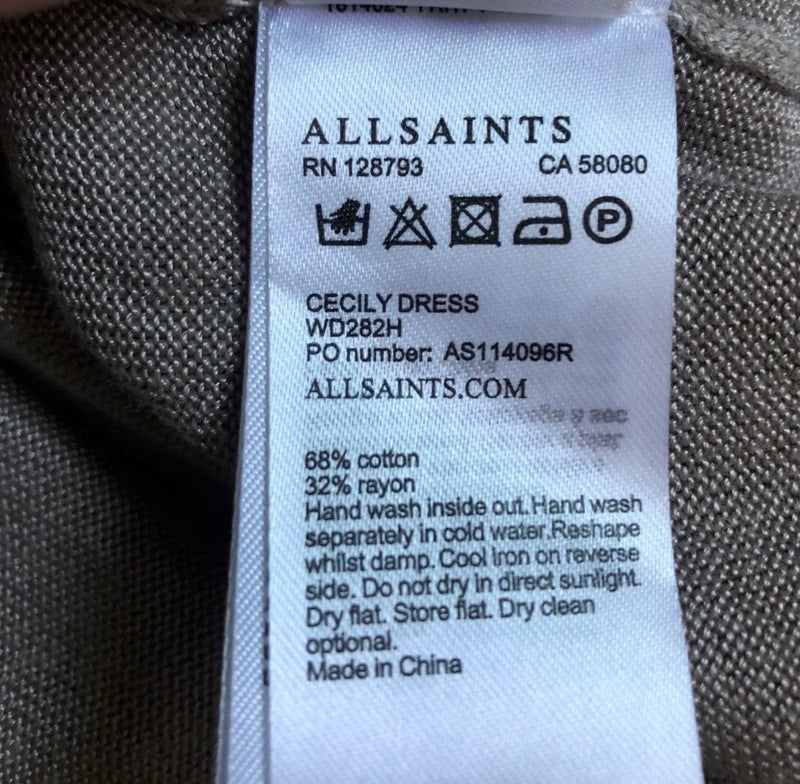 ALLSAINTS
RN 128793 CA 58080
P
CECILY DRESS
WD282H
PO number: AS114096R
ALLSAINTS.COM
68% cotton
32% rayon
Hand wash inside out. Hand wash
separately in cold water.Reshape
whilst damp. Cool Iron on reverse
side. Do not dry in direct sunlight.
Dry flat. Store flat. Dry clean
optional.
Made in China